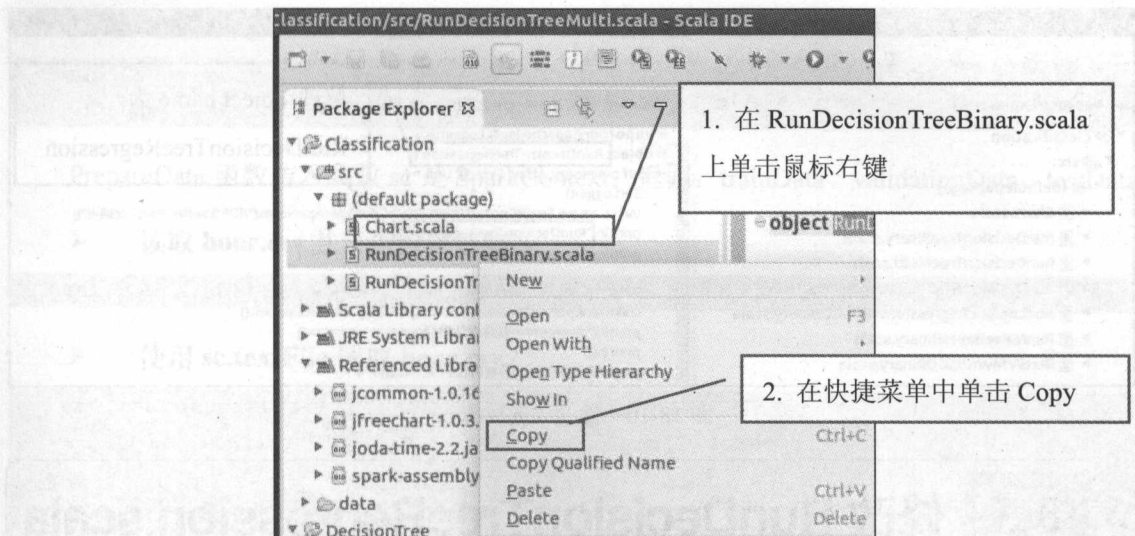 lassification/src/RunDecisionTreeMulti.scala - Scala IDE
Package Explorer
1. 在 RunDecisionTreeBinary.scala
上单击鼠标右键
Classification
src
(default package)
Chart.scala
object
RunDecisionTreeBinary.scala
RunDecisionTr
New
Scala Library cont
Open F3
JRE System Librar
Open With
Referenced Libra
Open Type Hierarchy
jcommon-1.0.16
Show In
2. 在快捷菜单中单击 Copy
jfreechart-1.0.3.
Copy Ctrl+C
joda-time-2.2.ja
Copy Qualified Name
spark-assembly
Paste Ctrl+V
data
Delete Delete
DecisionTree